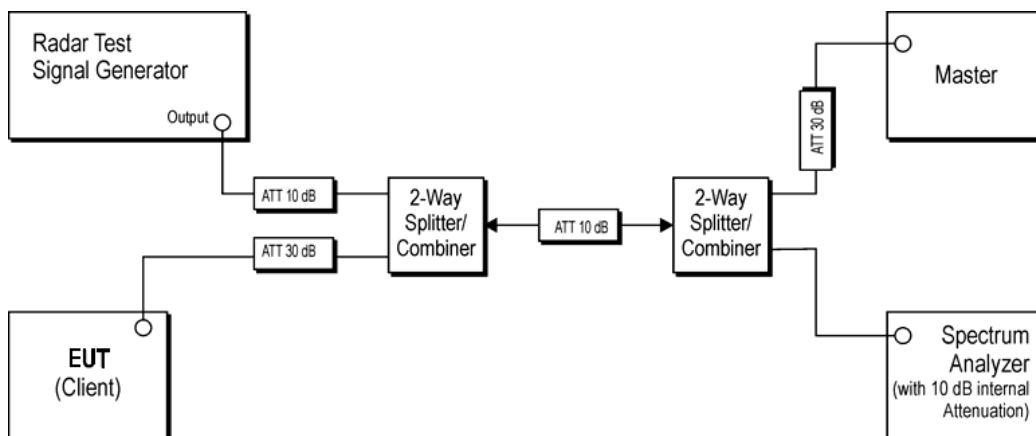 Radar Test
Signal Generator
Output
ATT 10 dB
2-Way
Splitter/
Combiner
ATT 30 dB
EUT
(Client)
ATT 10 dB
2-Way
Splitter/
Combiner
ATT 30 dB
Master
Spectrum
Analyzer
(with 10 dB internal
Attenuation)